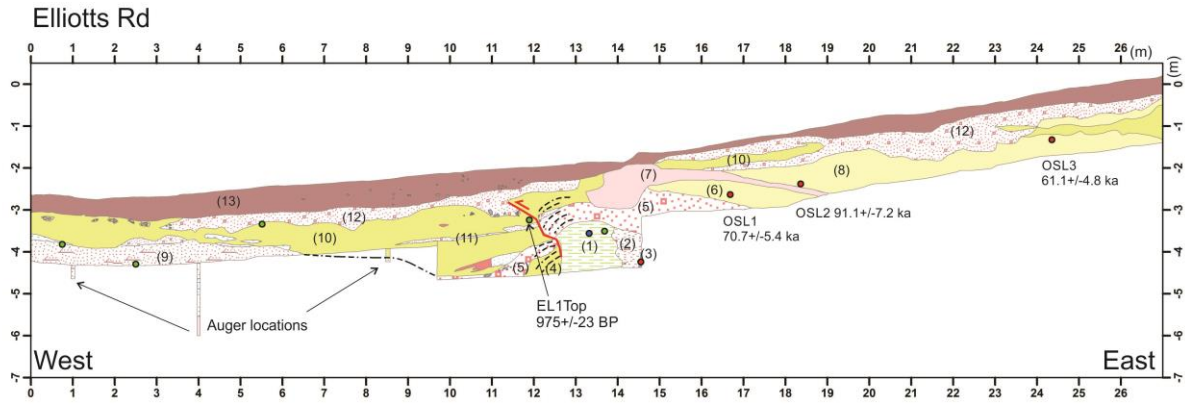 Elliotts Rd
0 1 2 3 4 5 6 7 8 9 10 11 12 13 14 15 16 17 18 19 20 21 22 23 24 25 26 (m)
(m)
0 0
-1 -1
(12)
(10)
-2 -2
(7) (8)
OSL3
61.1+/-4.8 ka
(13) (6)
(12)
-3 (5) -3
OSL1
70.7+/-5.4 ka
OSL2 91.1+/-7.2 ka
(10) (11) (1) (2)
(9) (3)
-4 (5) (4) -4
-5 -5
EL1Top
975+/-23 BP
Auger locations
-6 -6
West East
-7 -7
0 1 2 3 4 5 6 7 8 9 10 11 12 13 14 15 16 17 18 19 20 21 22 23 24 25 26